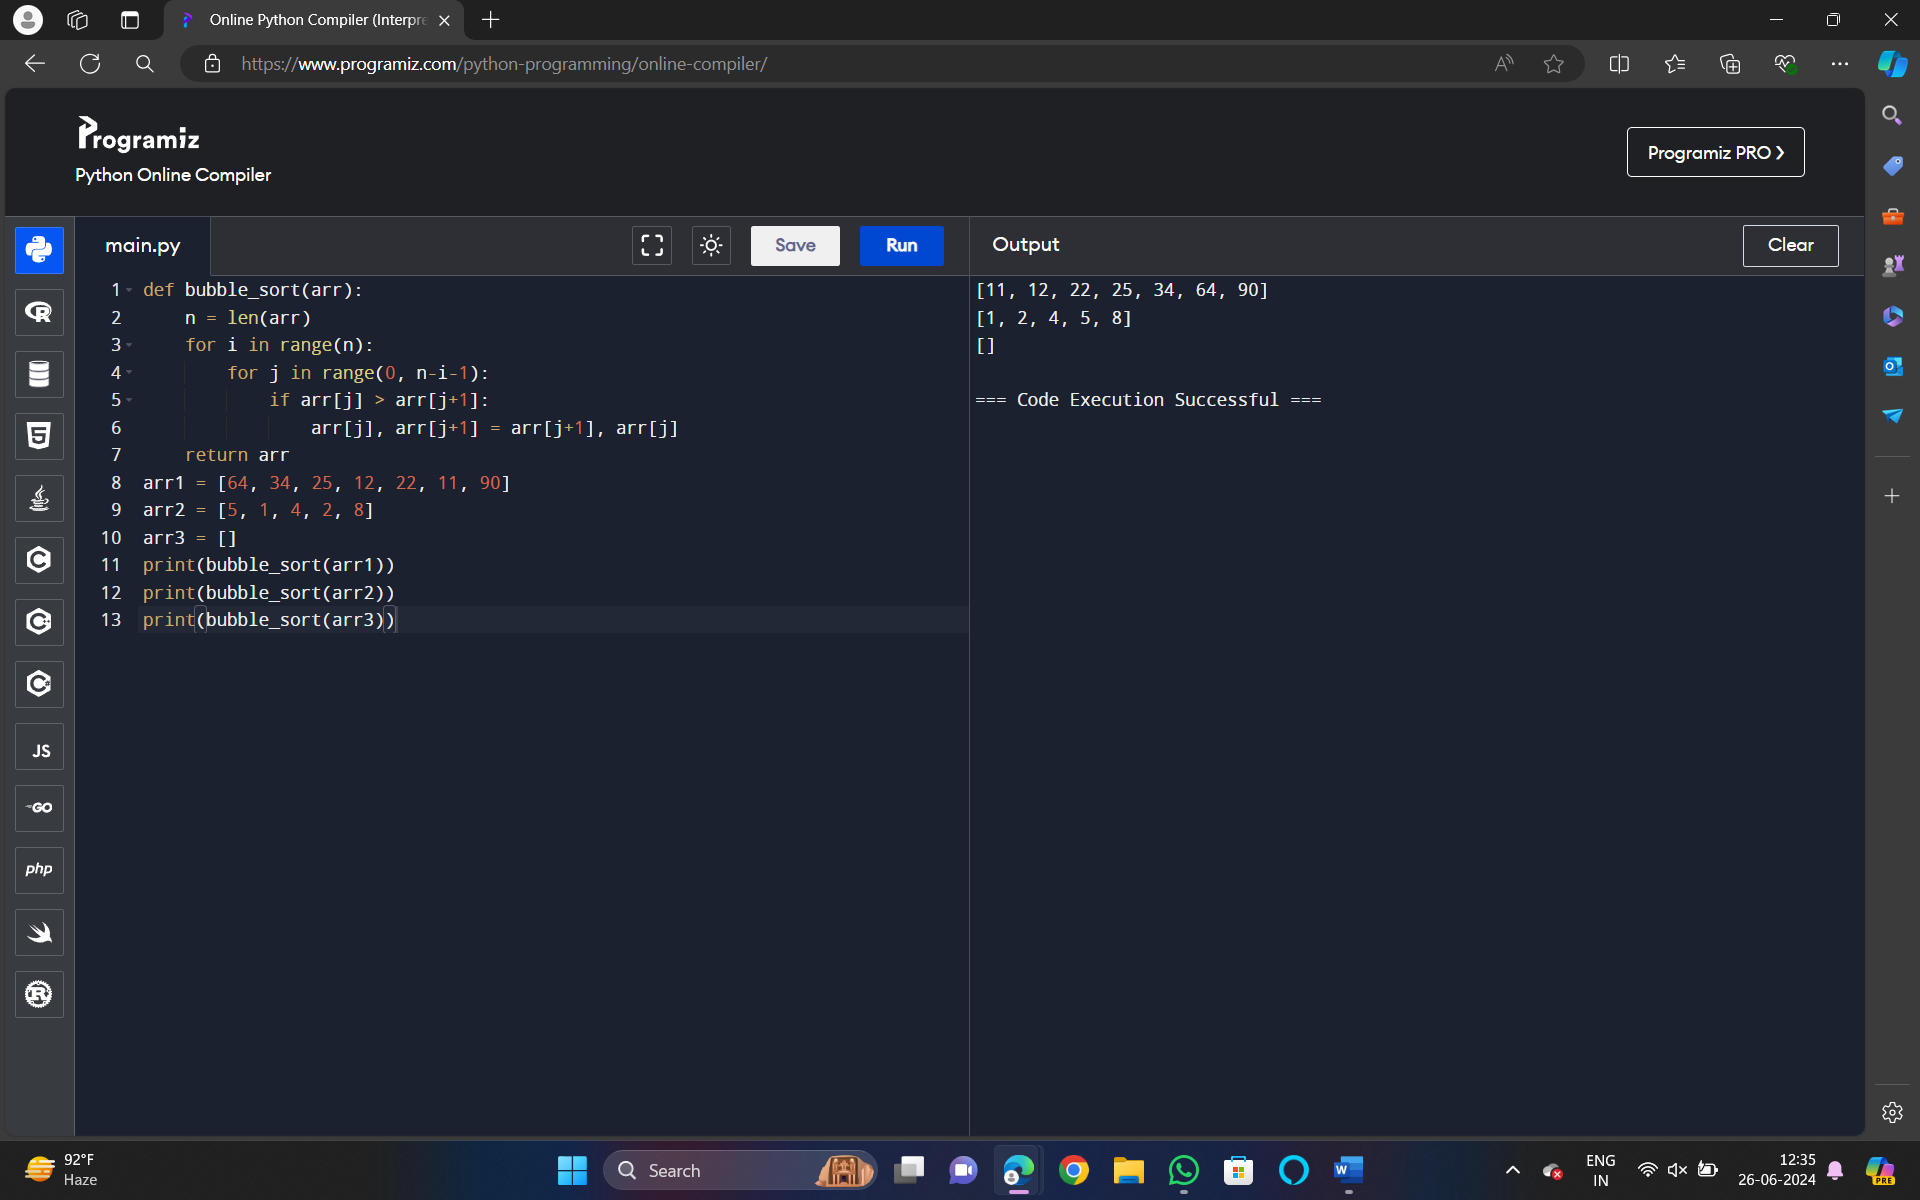 Online Python Compiler (Interpre
https://www.programiz.com/python-programming/online-compiler/
Programiz
Python Online Compiler
Programiz PRO ❯
main.py
Save
Run
Output
Clear
1 def bubble_sort(arr):
2     n = len(arr)
3     for i in range(n):
4         for j in range(0, n-i-1):
5             if arr[j] > arr[j+1]:
6                 arr[j], arr[j+1] = arr[j+1], arr[j]
7     return arr
8 arr1 = [64, 34, 25, 12, 22, 11, 90]
9 arr2 = [5, 1, 4, 2, 8]
10 arr3 = []
11 print(bubble_sort(arr1))
12 print(bubble_sort(arr2))
13 print(bubble_sort(arr3))
[11, 12, 22, 25, 34, 64, 90]
[1, 2, 4, 5, 8]
[]
=== Code Execution Successful ===
R
5
C
C
C
JS
GO
php
R
92°F
Haze
Search
W
PRE
ENG
IN
12:35
26-06-2024